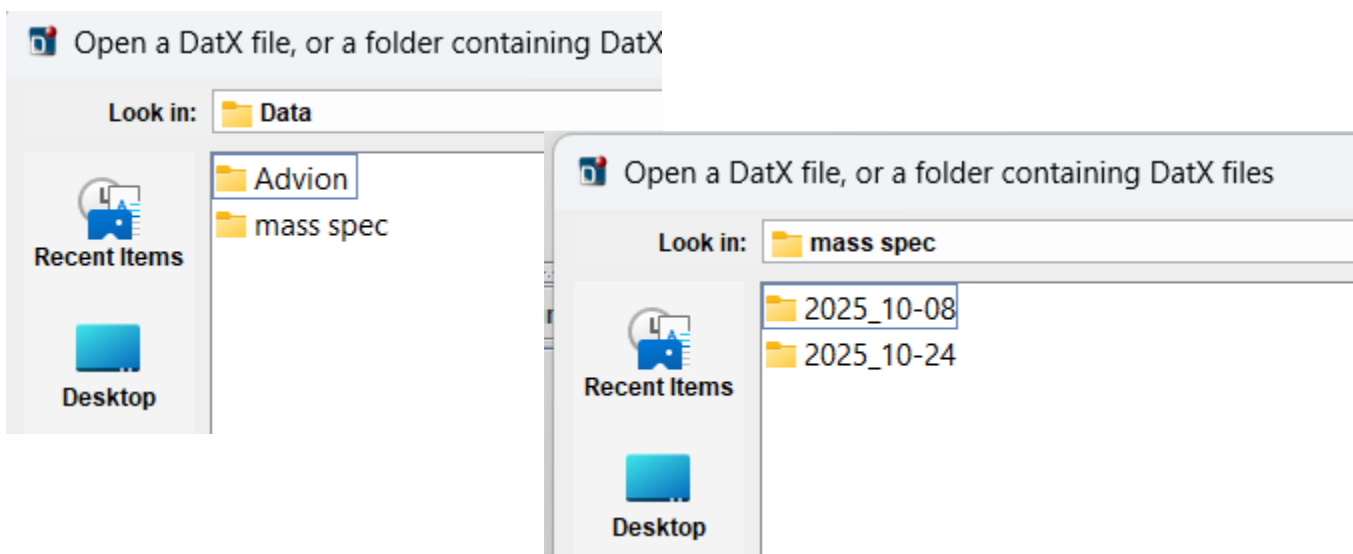 Open a DatX file, or a folder containing DatX
Look in: Data
Advion
mass spec
Recent Items
Desktop
Open a DatX file, or a folder containing DatX files
Look in: mass spec
2025_10-08
2025_10-24
Recent Items
Desktop